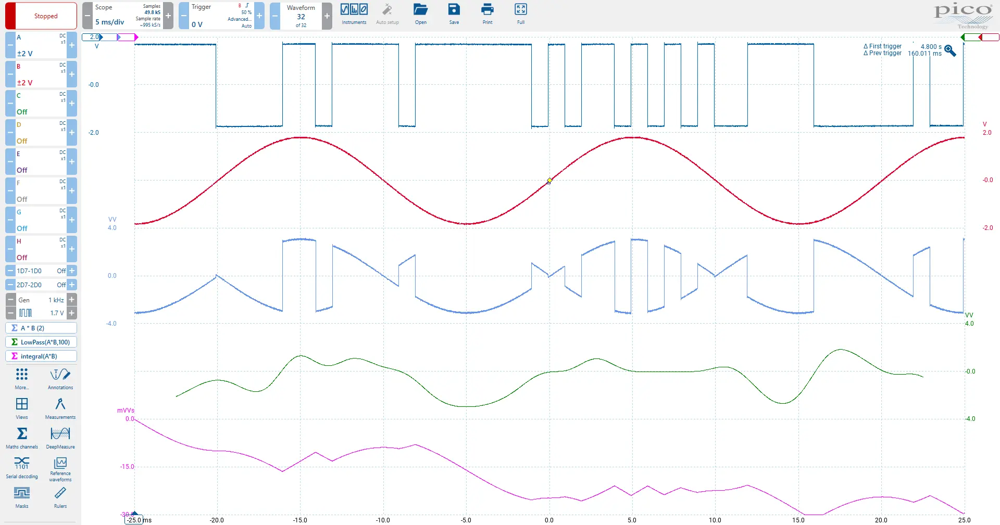 Stopped
Scope
5 ms/div
Samples
49.8 kS
Sample rate
~995 kS/s
Trigger
0 V
B
50 %
Advanced...
Auto
Waveform
32
of 32
Instruments
Auto setup
Open
Save
Print
Full
pico
Technology
A
DC
x1
±2 V
B
DC
x1
±2 V
C
DC
x1
Off
D
DC
x1
Off
E
DC
x1
Off
F
DC
x1
Off
G
DC
x1
Off
H
DC
x1
Off
1D7-1D0 Off
2D7-2D0 Off
Gen 1 kHz
1.7 V
A * B (2)
LowPass(A*B,100)
integral(A*B)
More...
Annotations
Views
Measurements
Maths channels
DeepMeasure
1101
Serial decoding
Reference
waveforms
Masks
Rulers
2.0
V
-0.0
-2.0
VV
4.0
0.0
-4.0
mVVs
0.0
-15.0
-30.0
Δ First trigger 4.800 s
Δ Prev trigger 160.011 ms
V
2.0
-0.0
-2.0
VV
4.0
-0.0
-4.0
-25.0 ms -20.0 -15.0 -10.0 -5.0 0.0 5.0 10.0 15.0 20.0 25.0